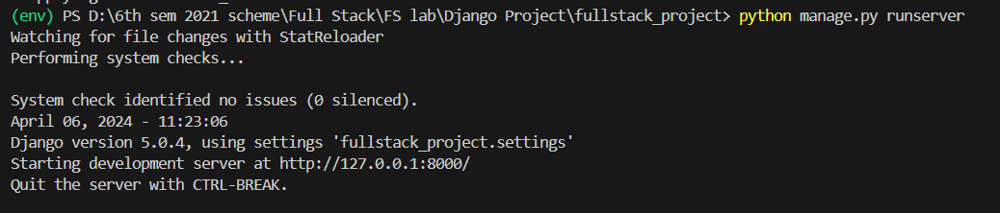 (env) PS D:\6th sem 2021 scheme\Full Stack\FS lab\Django Project\fullstack_project> python manage.py runserver
Watching for file changes with StatReloader
Performing system checks...
System check identified no issues (0 silenced).
April 06, 2024 - 11:23:06
Django version 5.0.4, using settings 'fullstack_project.settings'
Starting development server at http://127.0.0.1:8000/
Quit the server with CTRL-BREAK.